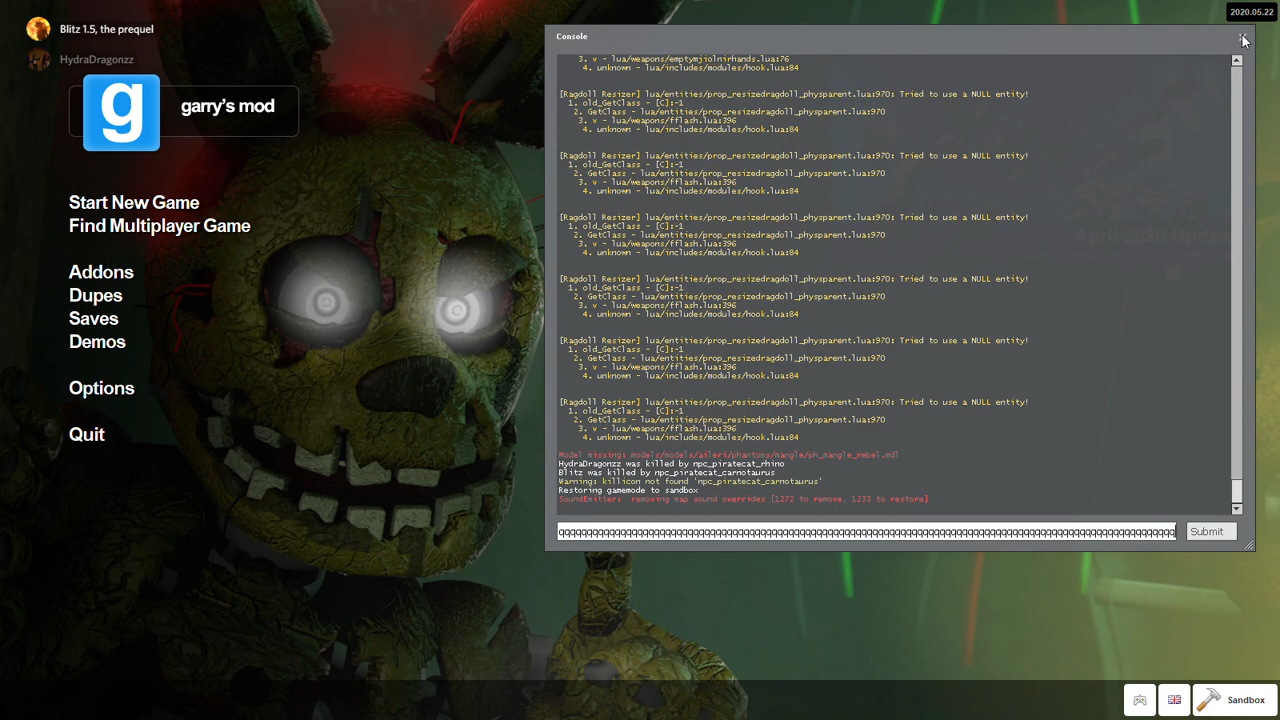 2020.05.22
Blitz 1.5, the prequel
HydraDragonzz
g garry's mod
Start New Game
Find Multiplayer Game
Addons
Dupes
Saves
Demos
Options
Quit
Console
3. v - lua/weapons/emptymjiolnirhands.lua:76
4. unknown - lua/includes/modules/hook.lua:84
[Ragdoll Resizer] lua/entities/prop_resizedragdoll_physparent.lua:970: Tried to use a NULL entity!
1. old_GetClass - [C]:-1
2. GetClass - lua/entities/prop_resizedragdoll_physparent.lua:970
3. v - lua/weapons/fflash.lua:396
4. unknown - lua/includes/modules/hook.lua:84
[Ragdoll Resizer] lua/entities/prop_resizedragdoll_physparent.lua:970: Tried to use a NULL entity!
1. old_GetClass - [C]:-1
2. GetClass - lua/entities/prop_resizedragdoll_physparent.lua:970
3. v - lua/weapons/fflash.lua:396
4. unknown - lua/includes/modules/hook.lua:84
[Ragdoll Resizer] lua/entities/prop_resizedragdoll_physparent.lua:970: Tried to use a NULL entity!
1. old_GetClass - [C]:-1
2. GetClass - lua/entities/prop_resizedragdoll_physparent.lua:970
3. v - lua/weapons/fflash.lua:396
4. unknown - lua/includes/modules/hook.lua:84
[Ragdoll Resizer] lua/entities/prop_resizedragdoll_physparent.lua:970: Tried to use a NULL entity!
1. old_GetClass - [C]:-1
2. GetClass - lua/entities/prop_resizedragdoll_physparent.lua:970
3. v - lua/weapons/fflash.lua:396
4. unknown - lua/includes/modules/hook.lua:84
[Ragdoll Resizer] lua/entities/prop_resizedragdoll_physparent.lua:970: Tried to use a NULL entity!
1. old_GetClass - [C]:-1
2. GetClass - lua/entities/prop_resizedragdoll_physparent.lua:970
3. v - lua/weapons/fflash.lua:396
4. unknown - lua/includes/modules/hook.lua:84
[Ragdoll Resizer] lua/entities/prop_resizedragdoll_physparent.lua:970: Tried to use a NULL entity!
1. old_GetClass - [C]:-1
2. GetClass - lua/entities/prop_resizedragdoll_physparent.lua:970
3. v - lua/weapons/fflash.lua:396
4. unknown - lua/includes/modules/hook.lua:84
Model missing: models/models/aileri/phantoms/mangle/ph_mangle_rebel.mdl
HydraDragonzz was killed by npc_piratecat_rhino
Blitz was killed by npc_piratecat_carnotaurus
Warning: killicon not found 'npc_piratecat_carnotaurus'
Restoring gamemode to sandbox
SoundEmitter: removing map sound overrides [1272 to remove, 1233 to restore]
April 2020 Update
qqqqqqqqqqqqqqqqqqqqqqqqqqqqqqqqqqqqqqqqqqqqqqqqqqqqqqqqqqqqqqqqqqqqqqqqqqqqqqqqqqqqqqqqqqqqqqqqqqqqqqq
Submit
Sandbox